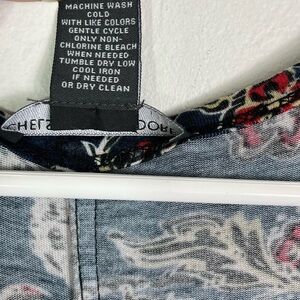 MACHINE WASH
COLD
WITH LIKE COLORS
GENTLE CYCLE
ONLY NON-
CHLORINE BLEACH
WHEN NEEDED
TUMBLE DRY LOW
COOL IRON
IF NEEDED
OR DRY CLEAN